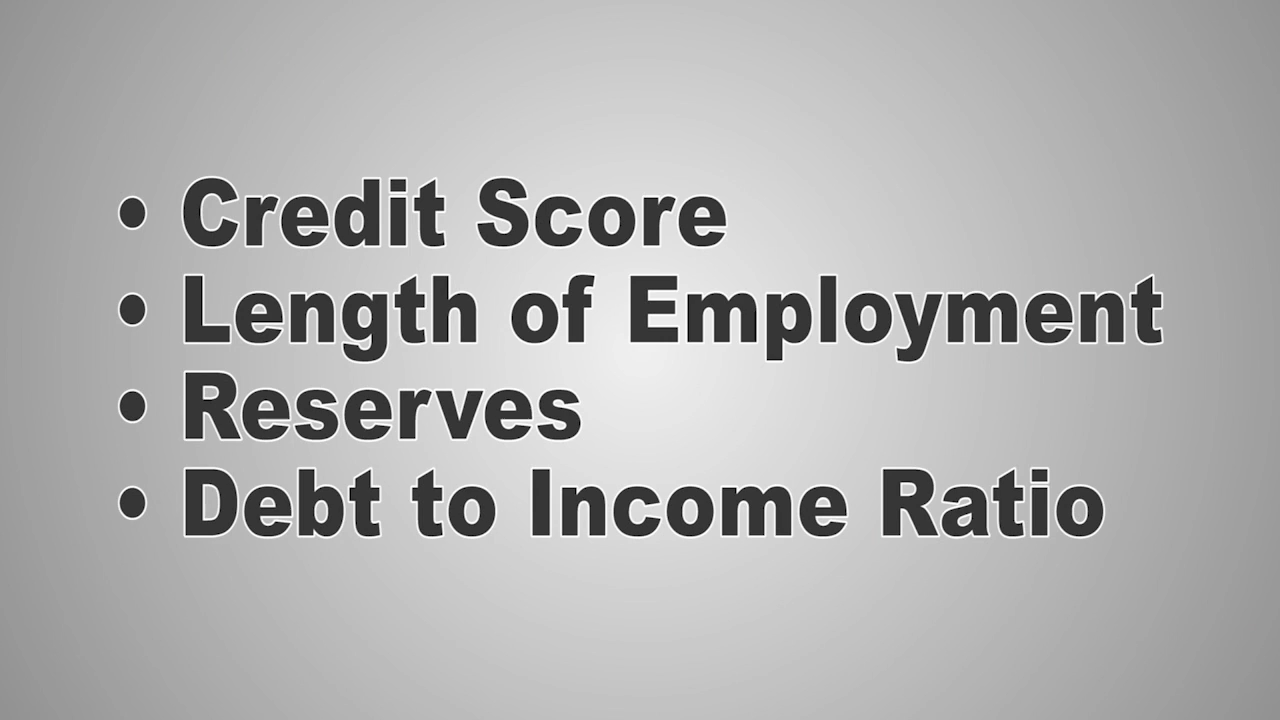 • Credit Score
• Length of Employment
• Reserves
• Debt to Income Ratio